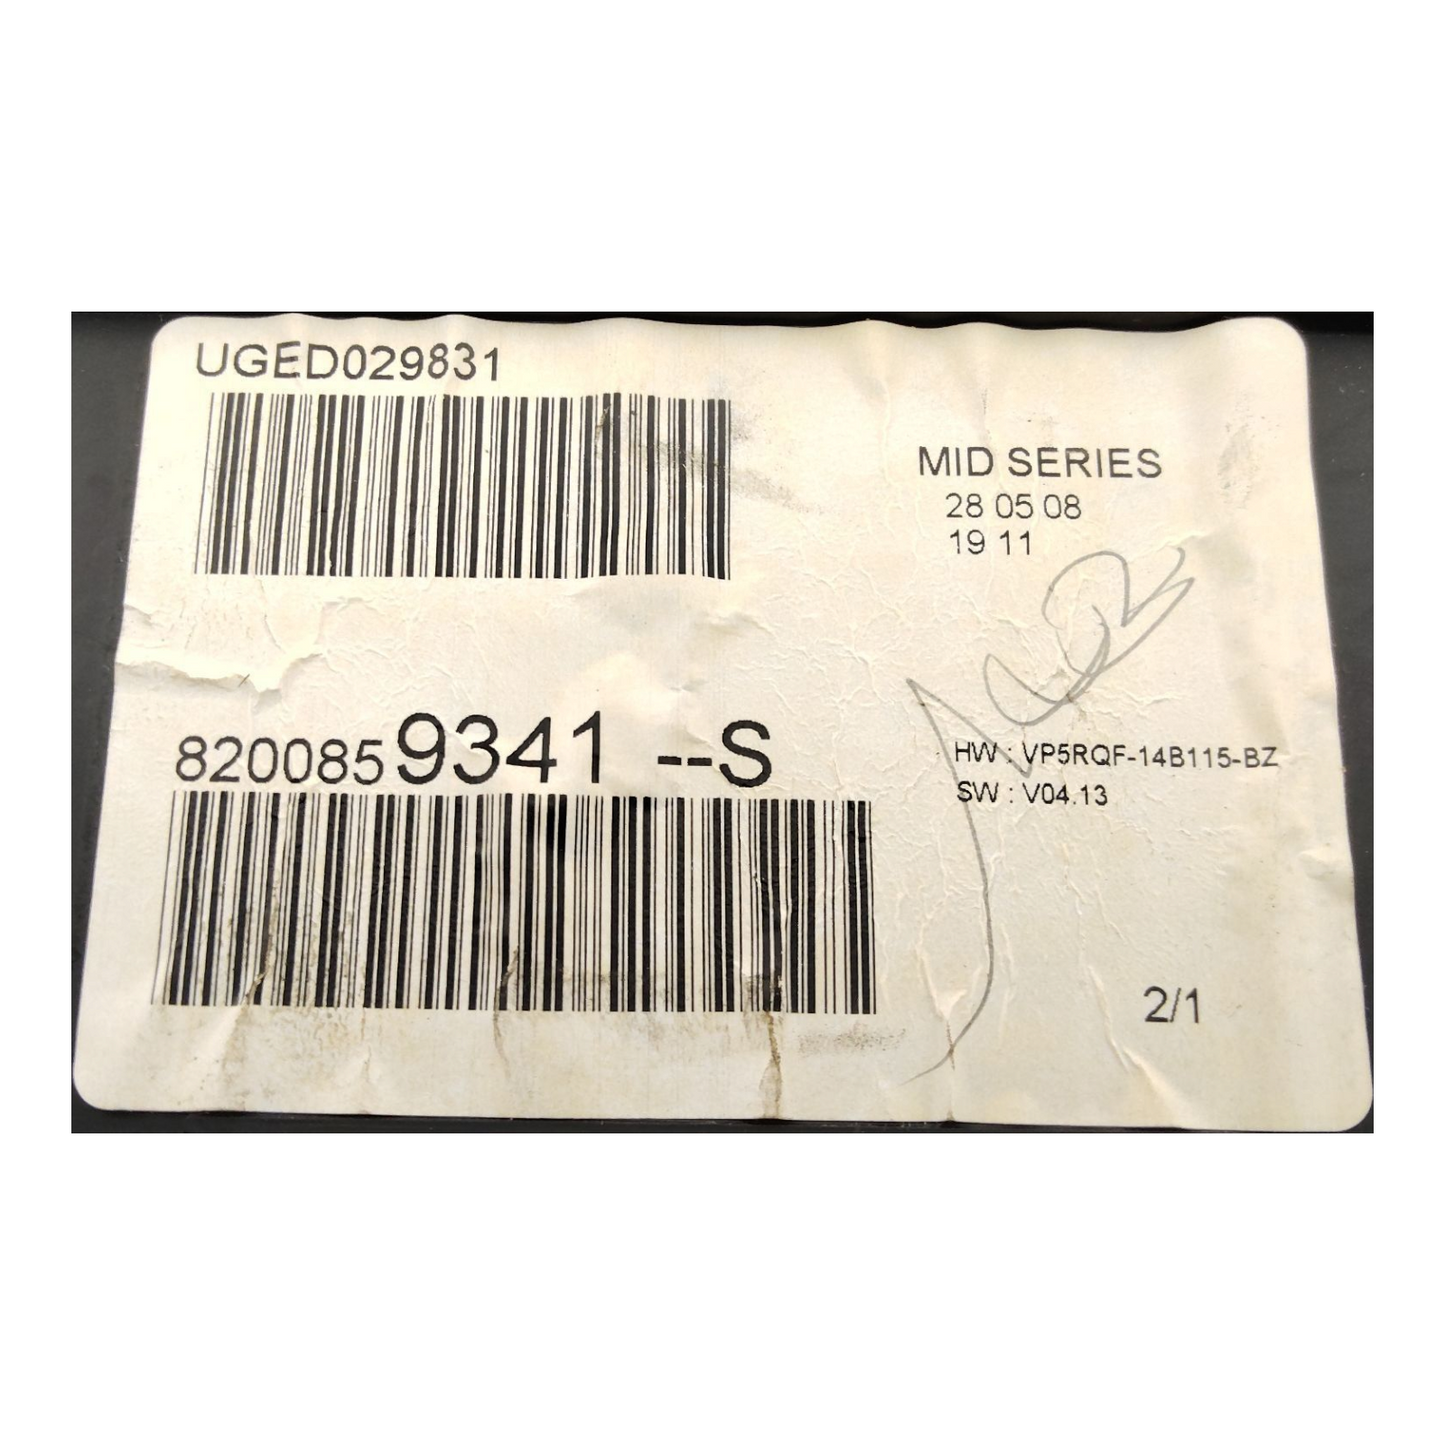 UGED029831
MID SERIES
28 05 08
19 11
8200859341 --S
HW : VP5RQF-14B115-BZ
SW : V04.13
2/1